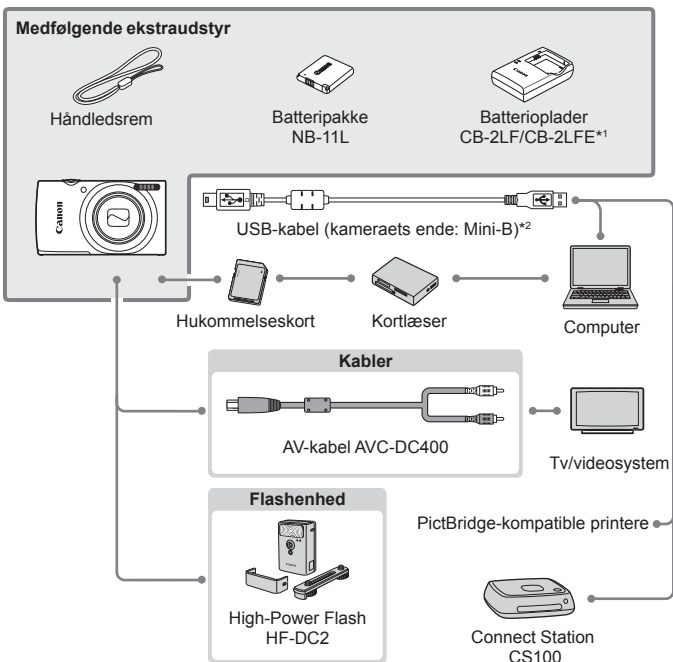 Medfølgende ekstraudstyr
Håndledsrem
Batteripakke
NB-11L
Batterioplader
CB-2LF/CB-2LFE*1
Canon
USB-kabel (kameraets ende: Mini-B)*2
Hukommelseskort
Kortlæser
Computer
Kabler
AV-kabel AVC-DC400
Tv/videosystem
Flashenhed
High-Power Flash
HF-DC2
PictBridge-kompatible printere
Connect Station
CS100